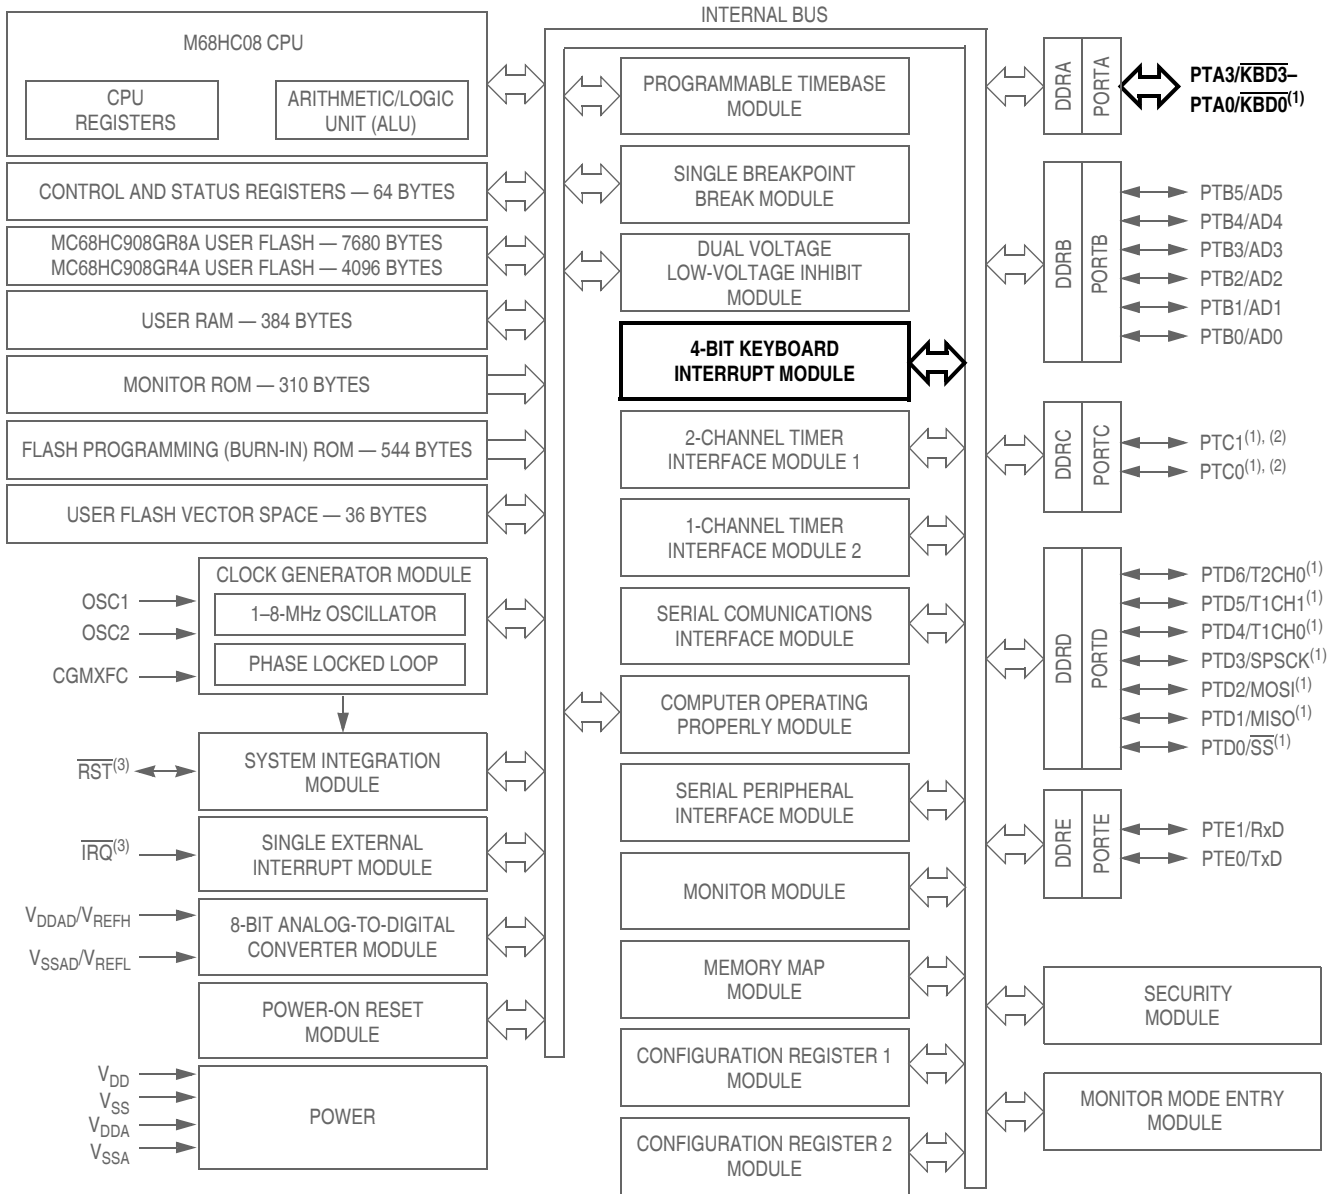 INTERNAL BUS
M68HC08 CPU
CPU
REGISTERS
ARITHMETIC/LOGIC
UNIT (ALU)
CONTROL AND STATUS REGISTERS — 64 BYTES
MC68HC908GR8A USER FLASH — 7680 BYTES
MC68HC908GR4A USER FLASH — 4096 BYTES
USER RAM — 384 BYTES
MONITOR ROM — 310 BYTES
FLASH PROGRAMMING (BURN-IN) ROM — 544 BYTES
USER FLASH VECTOR SPACE — 36 BYTES
CLOCK GENERATOR MODULE
1–8-MHz OSCILLATOR
PHASE LOCKED LOOP
OSC1
OSC2
CGMXFC
SYSTEM INTEGRATION
MODULE
RST(3)
SINGLE EXTERNAL
INTERRUPT MODULE
IRQ(3)
8-BIT ANALOG-TO-DIGITAL
CONVERTER MODULE
VDDAD/VREFH
VSSAD/VREFL
POWER-ON RESET
MODULE
POWER
VDD
VSS
VDDA
VSSA
PROGRAMMABLE TIMEBASE
MODULE
SINGLE BREAKPOINT
BREAK MODULE
DUAL VOLTAGE
LOW-VOLTAGE INHIBIT
MODULE
4-BIT KEYBOARD
INTERRUPT MODULE
2-CHANNEL TIMER
INTERFACE MODULE 1
1-CHANNEL TIMER
INTERFACE MODULE 2
SERIAL COMUNICATIONS
INTERFACE MODULE
COMPUTER OPERATING
PROPERLY MODULE
SERIAL PERIPHERAL
INTERFACE MODULE
MONITOR MODULE
MEMORY MAP
MODULE
CONFIGURATION REGISTER 1
MODULE
CONFIGURATION REGISTER 2
MODULE
DDRA
PORTA
PTA3/KBD3–
PTA0/KBD0(1)
DDRB
PORTB
PTB5/AD5
PTB4/AD4
PTB3/AD3
PTB2/AD2
PTB1/AD1
PTB0/AD0
DDRC
PORTC
PTC1(1), (2)
PTC0(1), (2)
DDRD
PORTD
PTD6/T2CH0(1)
PTD5/T1CH1(1)
PTD4/T1CH0(1)
PTD3/SPSCK(1)
PTD2/MOSI(1)
PTD1/MISO(1)
PTD0/SS(1)
DDRE
PORTE
PTE1/RxD
PTE0/TxD
SECURITY
MODULE
MONITOR MODE ENTRY
MODULE